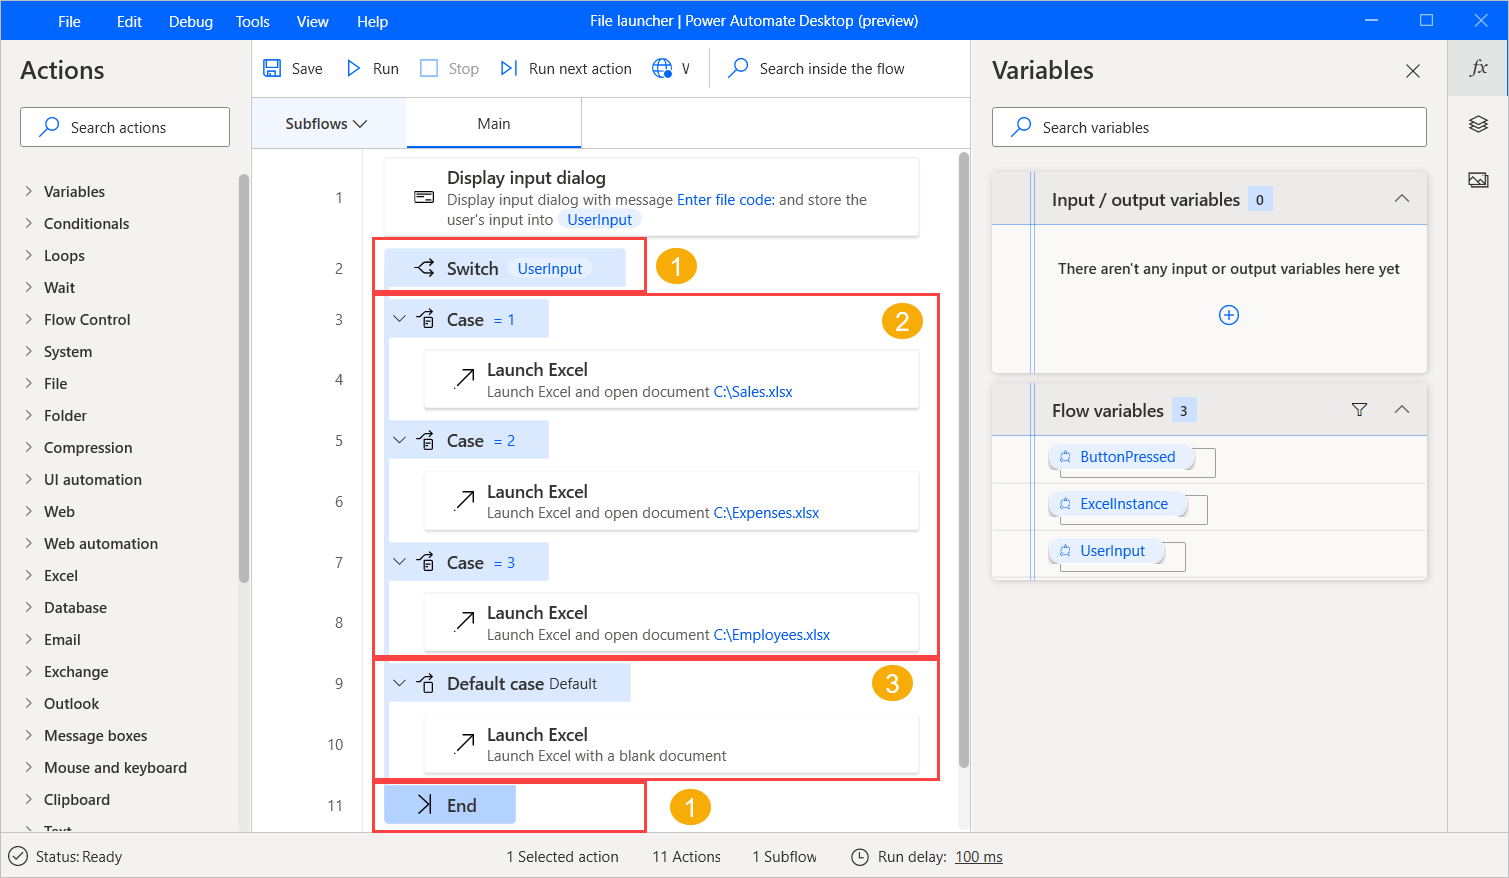 File Edit Debug Tools View Help
File launcher | Power Automate Desktop (preview)
Actions
Search actions
Variables
Conditionals
Loops
Wait
Flow Control
System
File
Folder
Compression
UI automation
Web
Web automation
Excel
Database
Email
Exchange
Outlook
Message boxes
Mouse and keyboard
Clipboard
Text
Save Run Stop Run next action V Search inside the flow
Subflows Main
1
Display input dialog
Display input dialog with message Enter file code: and store the
user's input into UserInput
2 Switch UserInput 1
3 Case = 1 2
4
Launch Excel
Launch Excel and open document C:\Sales.xlsx
5 Case = 2
6
Launch Excel
Launch Excel and open document C:\Expenses.xlsx
7 Case = 3
8
Launch Excel
Launch Excel and open document C:\Employees.xlsx
9 Default case Default 3
10
Launch Excel
Launch Excel with a blank document
11 End 1
Variables
fx
Search variables
Input / output variables 0
There aren't any input or output variables here yet
Flow variables 3
ButtonPressed
ExcelInstance
UserInput
Status: Ready 1 Selected action 11 Actions 1 Subflow Run delay: 100 ms